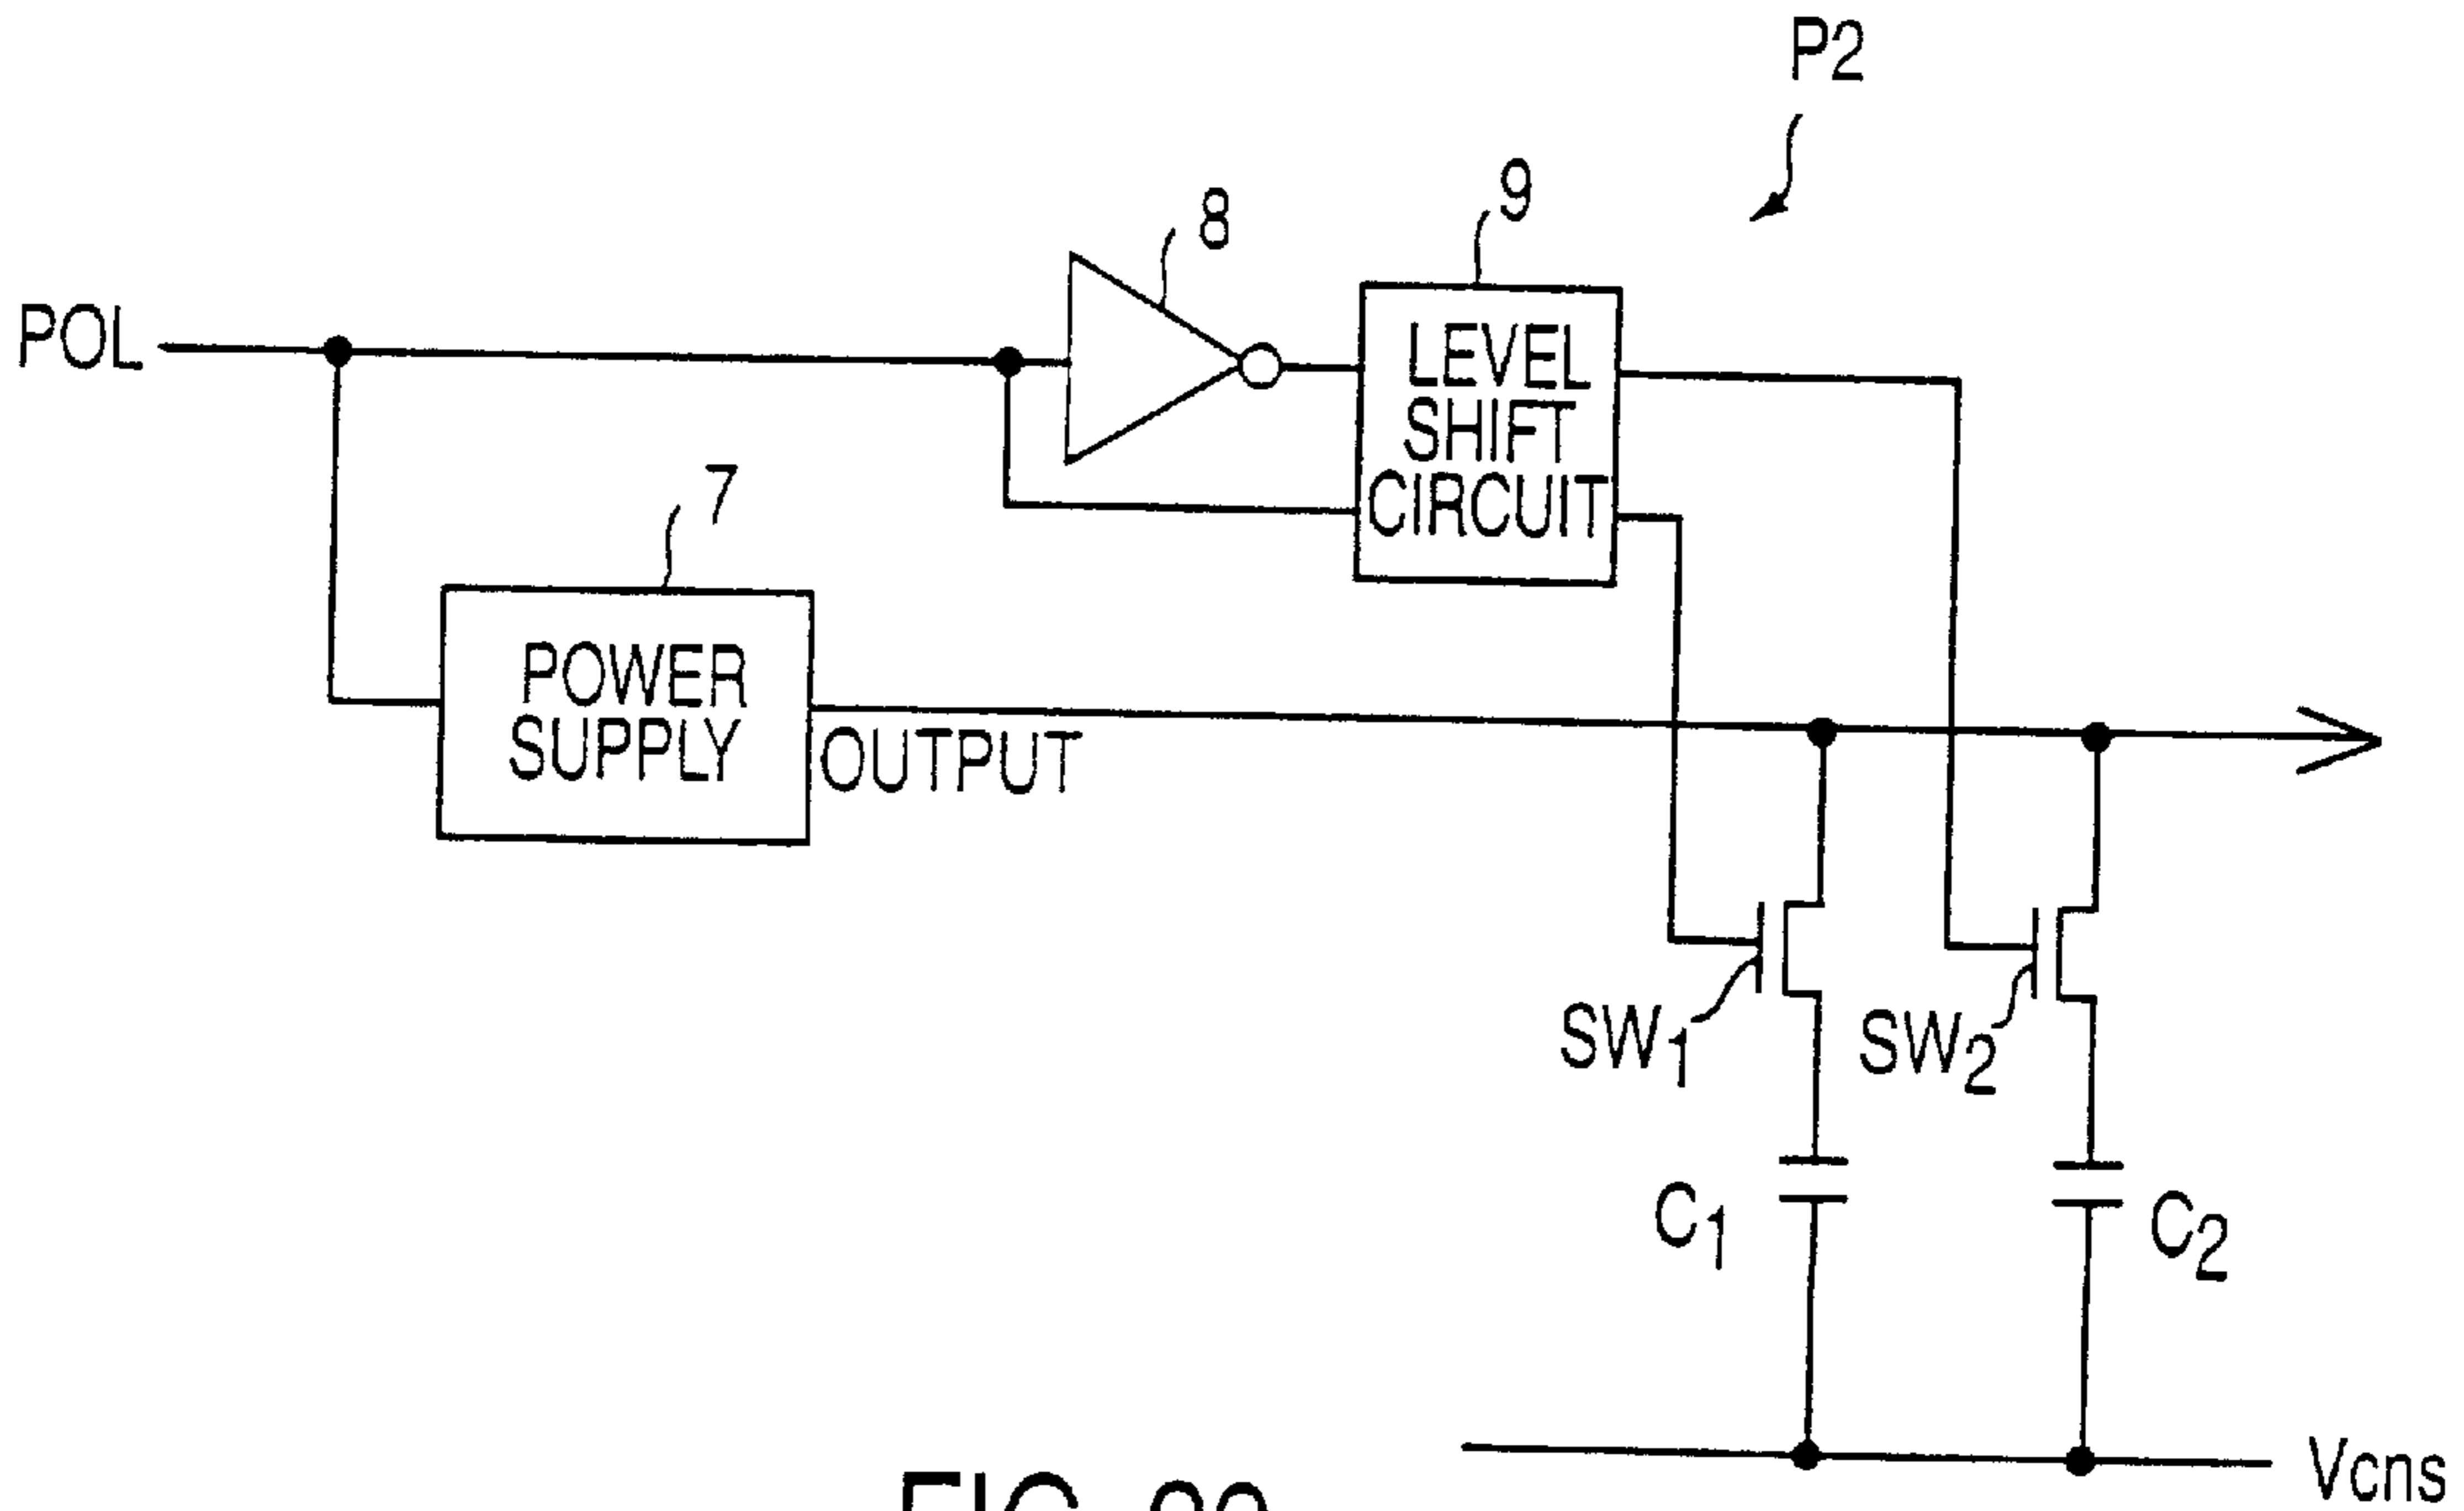 P2
9
8
POL
LEVEL
SHIFT
CIRCUIT
7
POWER
SUPPLY
OUTPUT
SW1
SW2
C1
C2
Vcns